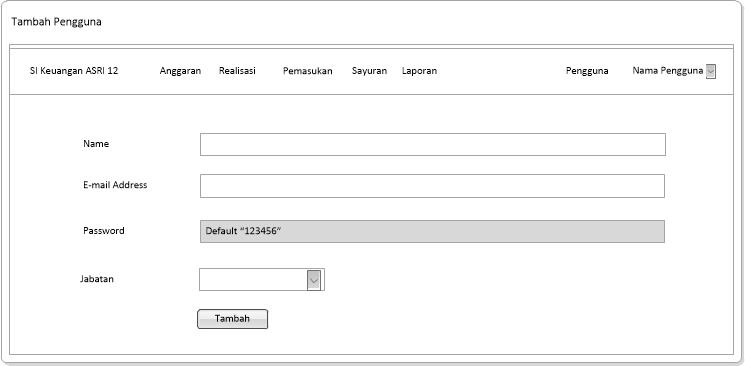 Tambah Pengguna
SI Keuangan ASRI 12 Anggaran Realisasi Pemasukan Sayuran Laporan Pengguna Nama Pengguna
Name
E-mail Address
Password Default “123456”
Jabatan
Tambah